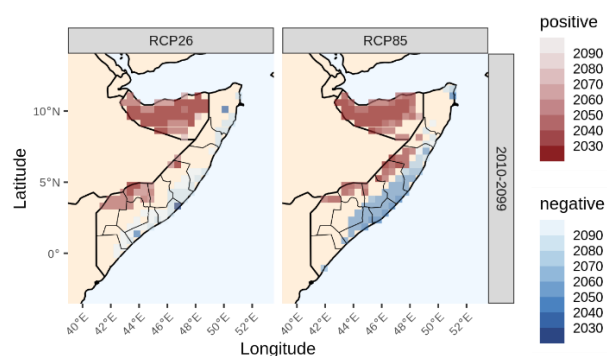 RCP26
RCP85
10°N
5°N
0°
Latitude
40°E
42°E
44°E
46°E
48°E
50°E
52°E
40°E
42°E
44°E
46°E
48°E
50°E
52°E
Longitude
2010-2099
positive
2090
2080
2070
2060
2050
2040
2030
negative
2090
2080
2070
2060
2050
2040
2030